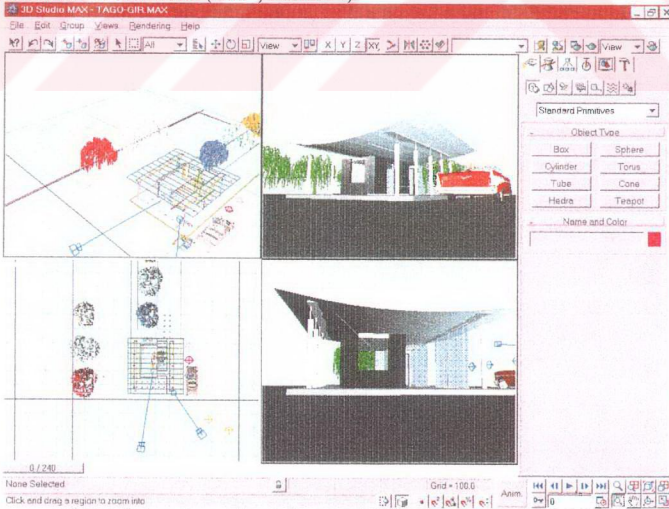 3D Studio MAX - TAGO-GIR.MAX
File Edit Group Views Rendering Help
All View X Y Z XY View
Standard Primitives
- Object Type
Box Sphere
Cylinder Torus
Tube Cone
Hedra Teapot
- Name and Color
0 / 240
None Selected Grid = 100.0
Click and drag a region to zoom into Anim. 0